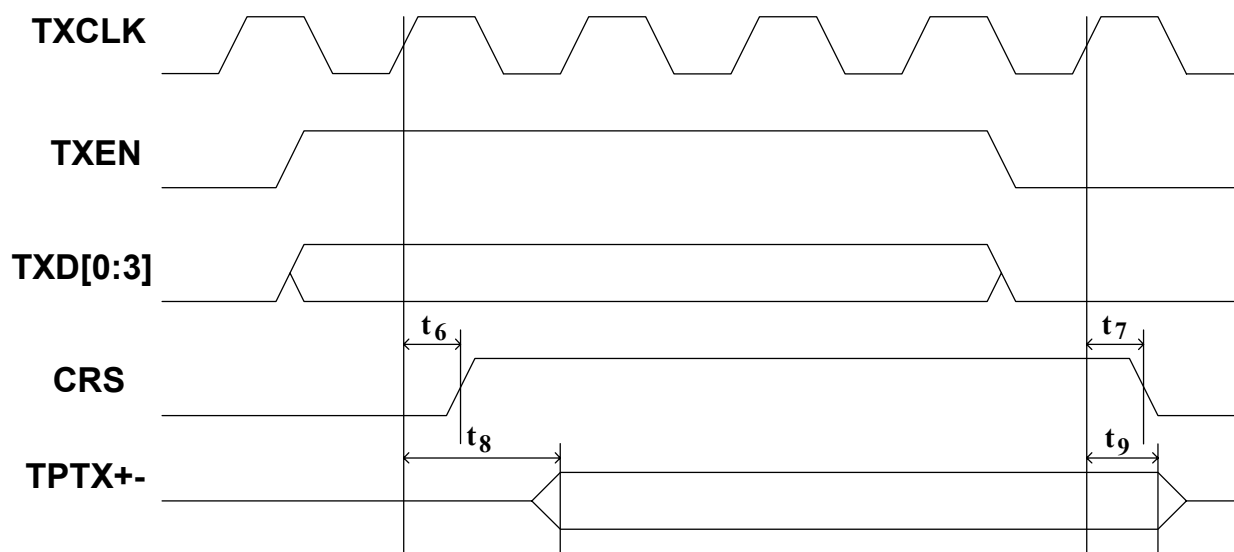 TXCLK
TXEN
TXD[0:3]
t6
t7
CRS
t8
t9
TPTX+-